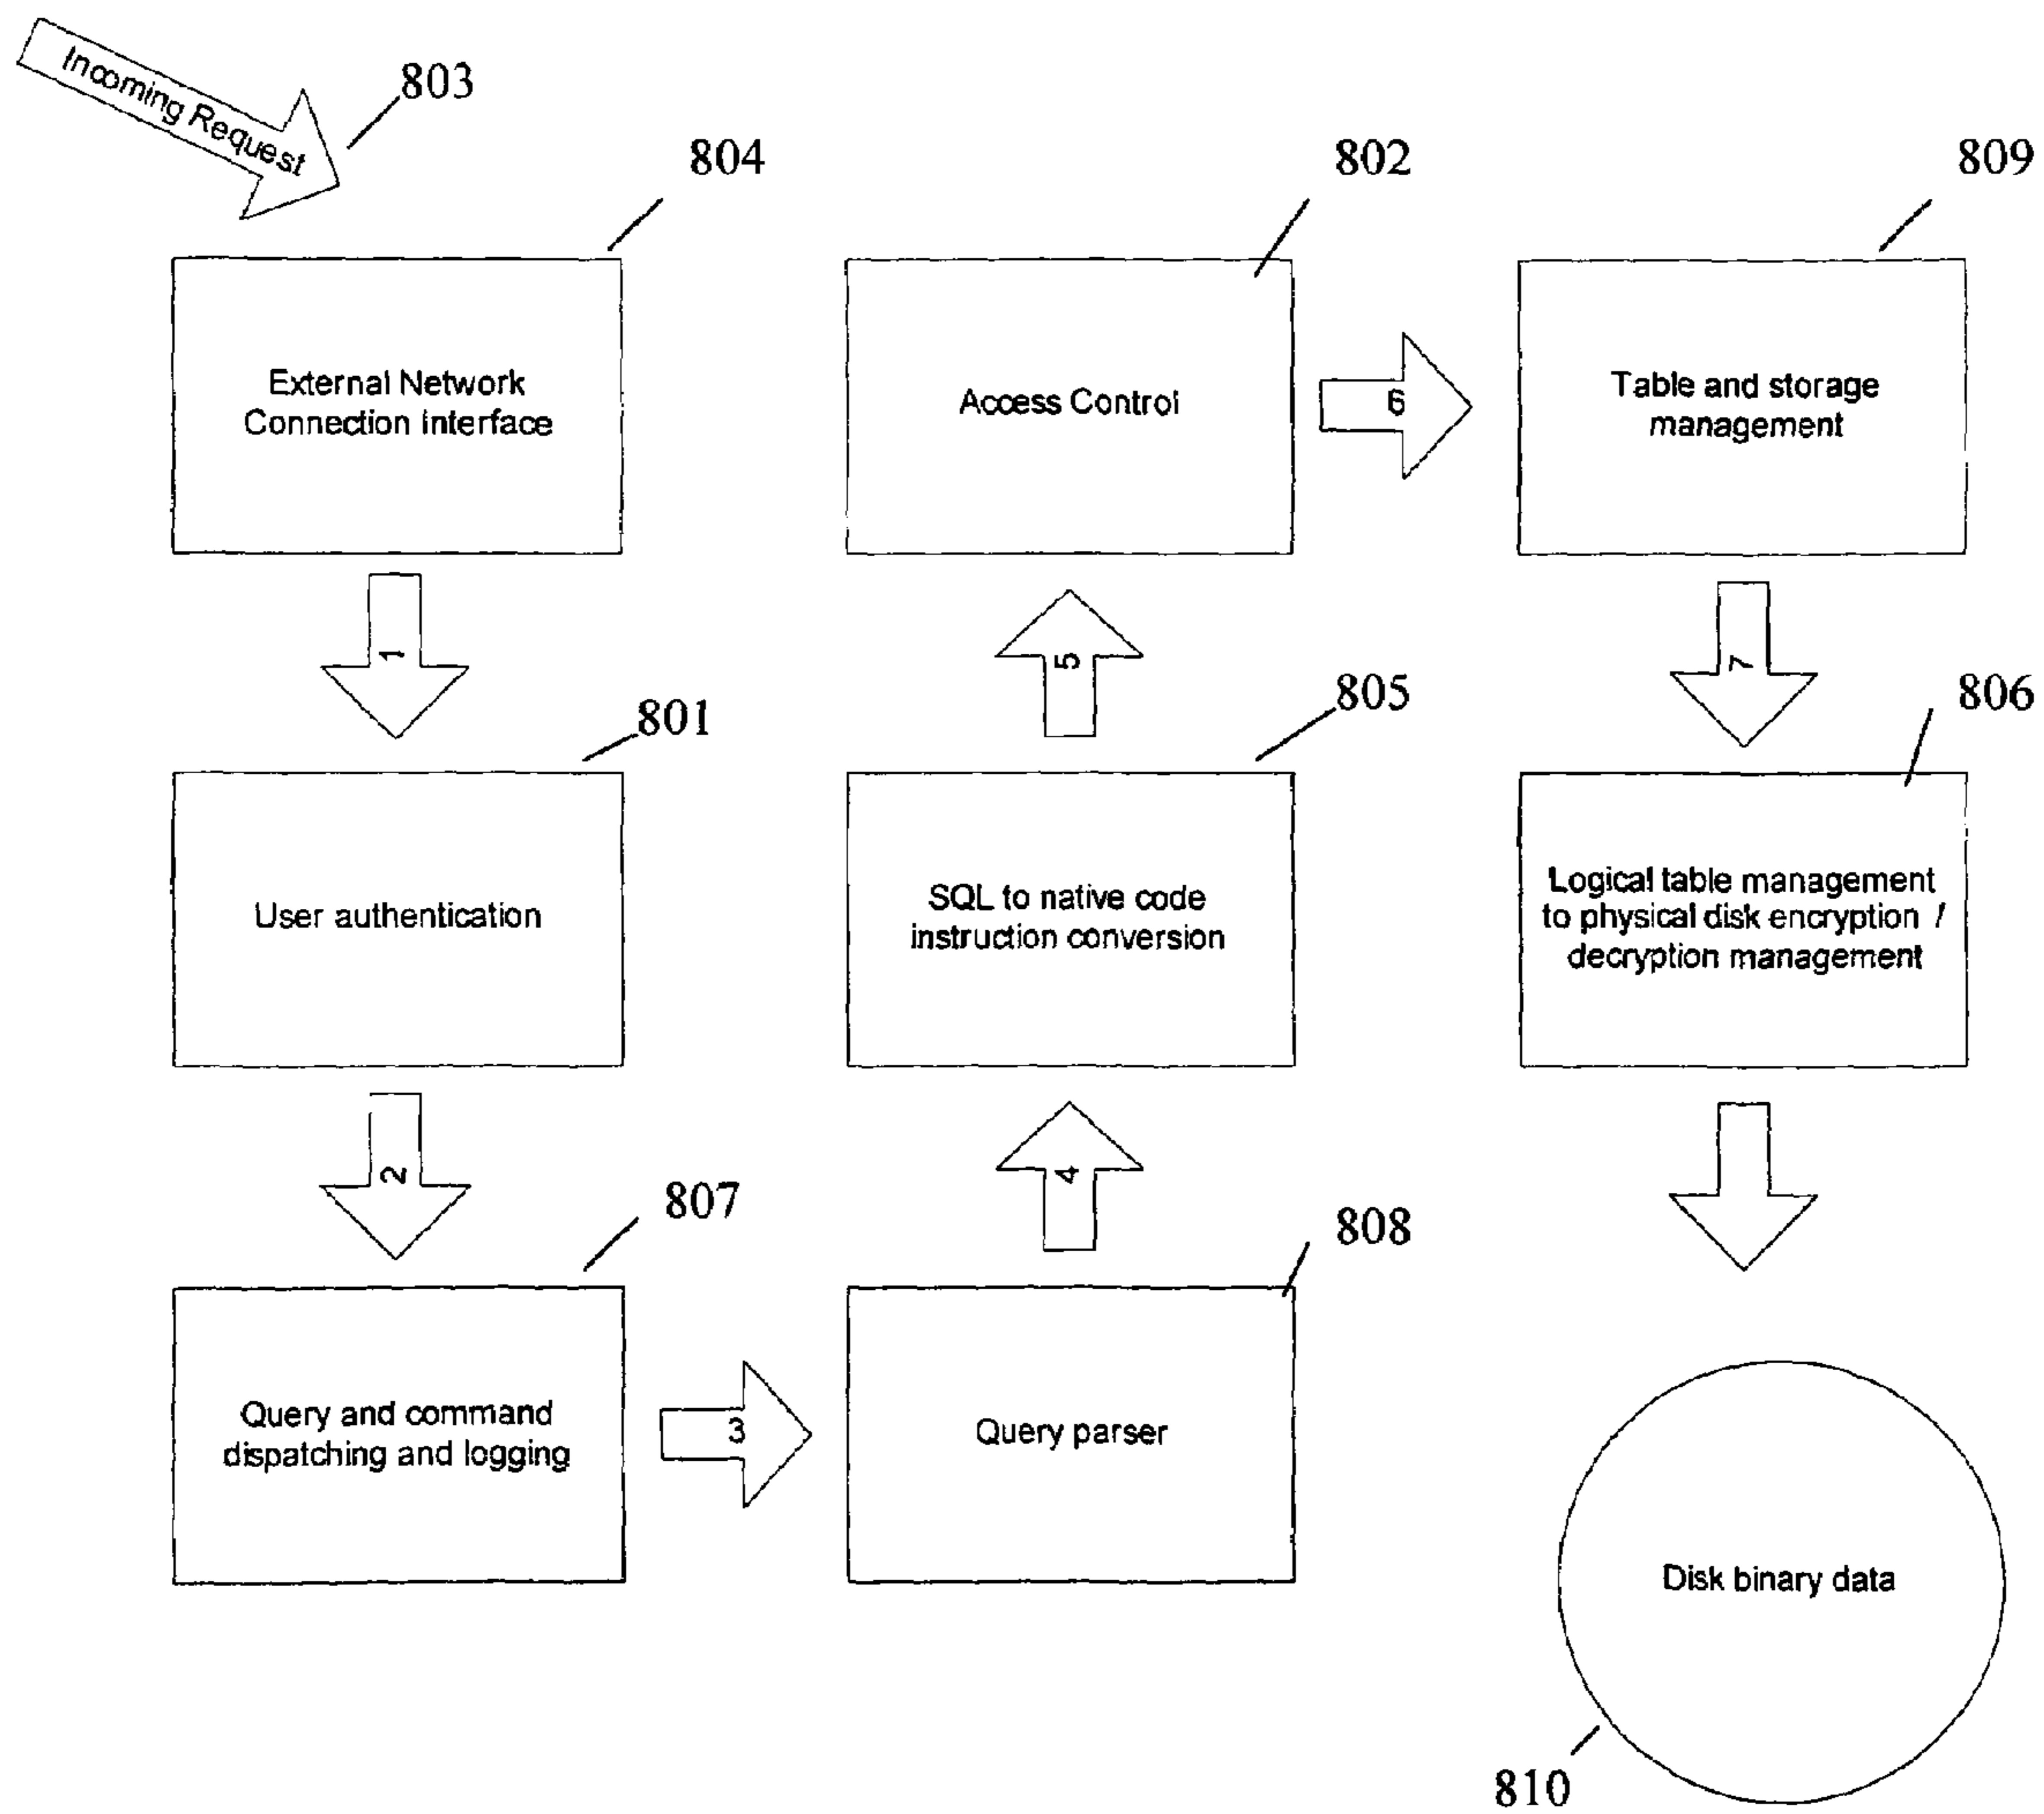 Incoming Request
803
804
External Network
Connection Interface
1
801
User authentication
2
807
Query and command
dispatching and logging
3
808
Query parser
4
805
SQL to native code
instruction conversion
5
802
Access Control
6
809
Table and storage
management
7
806
Logical table management
to physical disk encryption /
decryption management
Disk binary data
810